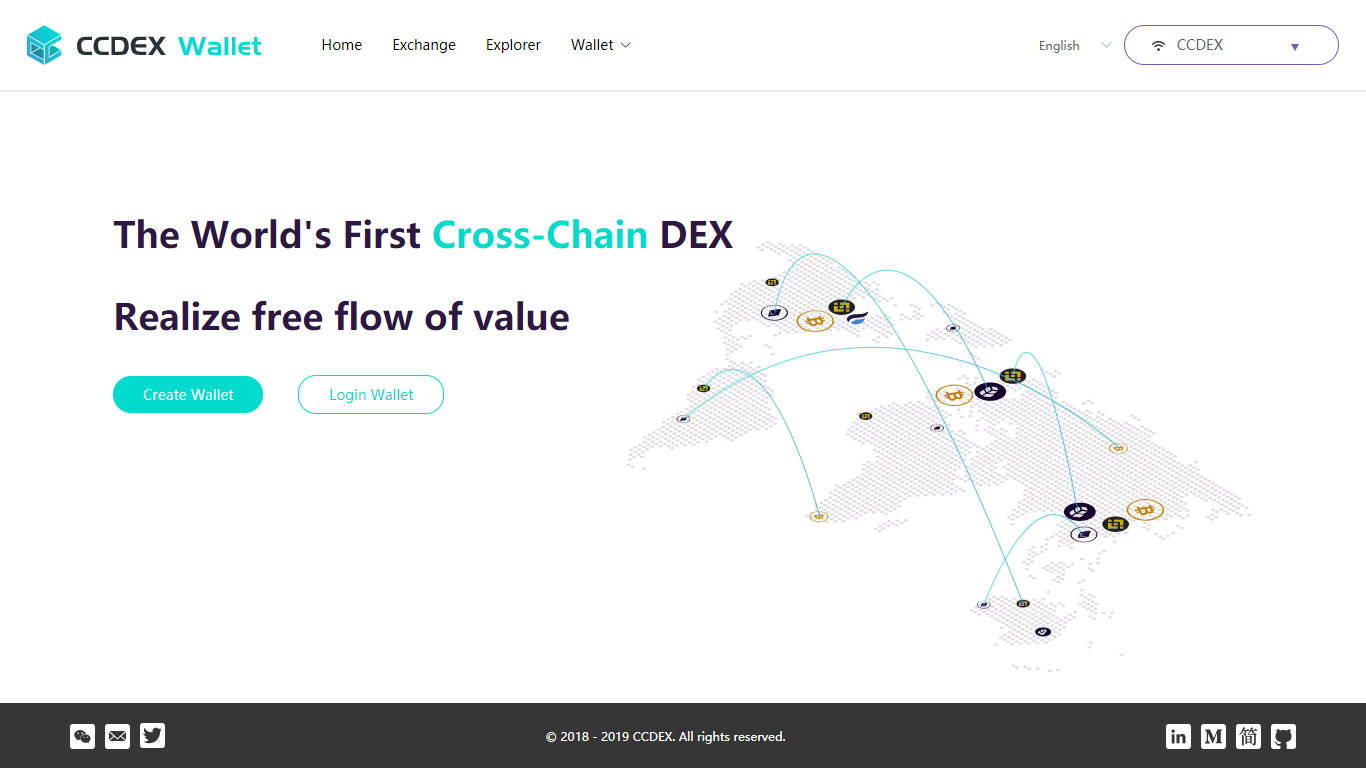 CCDEX Wallet
Home
Exchange
Explorer
Wallet
English
CCDEX
The World's First Cross-Chain DEX
Realize free flow of value
Create Wallet
Login Wallet
© 2018 - 2019 CCDEX. All rights reserved.
in
M
简